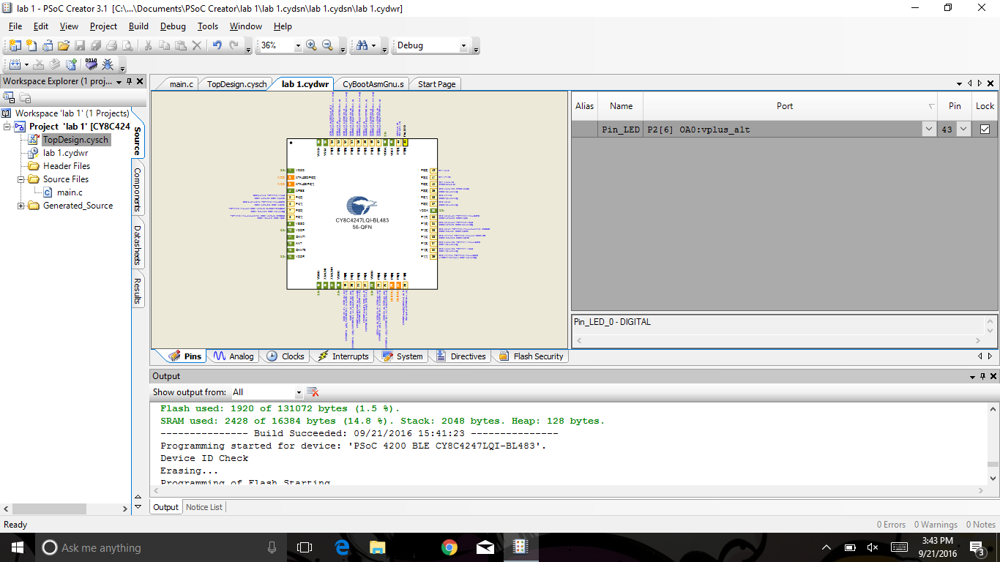 lab 1 - PSoC Creator 3.1 [C:\...\Documents\PSoC Creator\lab 1\lab 1.cydsn\lab 1.cydsn\lab 1.cydwr]
File Edit View Project Build Debug Tools Window Help
36% Debug
Workspace Explorer (1 proj...
Workspace 'lab 1' (1 Projects)
Project 'lab 1' [CY8C424
TopDesign.cysch
lab 1.cydwr
Header Files
Source Files
main.c
Generated_Source
Source
Components
Datasheets
Results
main.c TopDesign.cysch lab 1.cydwr CyBootAsmGnu.s Start Page
CY8C4247LQI-BL483
56-QFN
Alias Name Port Pin Lock
Pin_LED P2[6] OA0:vplus_alt 43
Pin_LED_0 - DIGITAL
Pins Analog Clocks Interrupts System Directives Flash Security
Output
Show output from: All
Flash used: 1920 of 131072 bytes (1.5 %).
SRAM used: 2428 of 16384 bytes (14.8 %). Stack: 2048 bytes. Heap: 128 bytes.
--------------- Build Succeeded: 09/21/2016 15:41:23 ---------------
Programming started for device: 'PSoC 4200 BLE CY8C4247LQI-BL483'.
Device ID Check
Erasing...
Programming of Flash Starting
Output Notice List
Ready
0 Errors 0 Warnings 0 Notes
Ask me anything
3:43 PM
9/21/2016
3